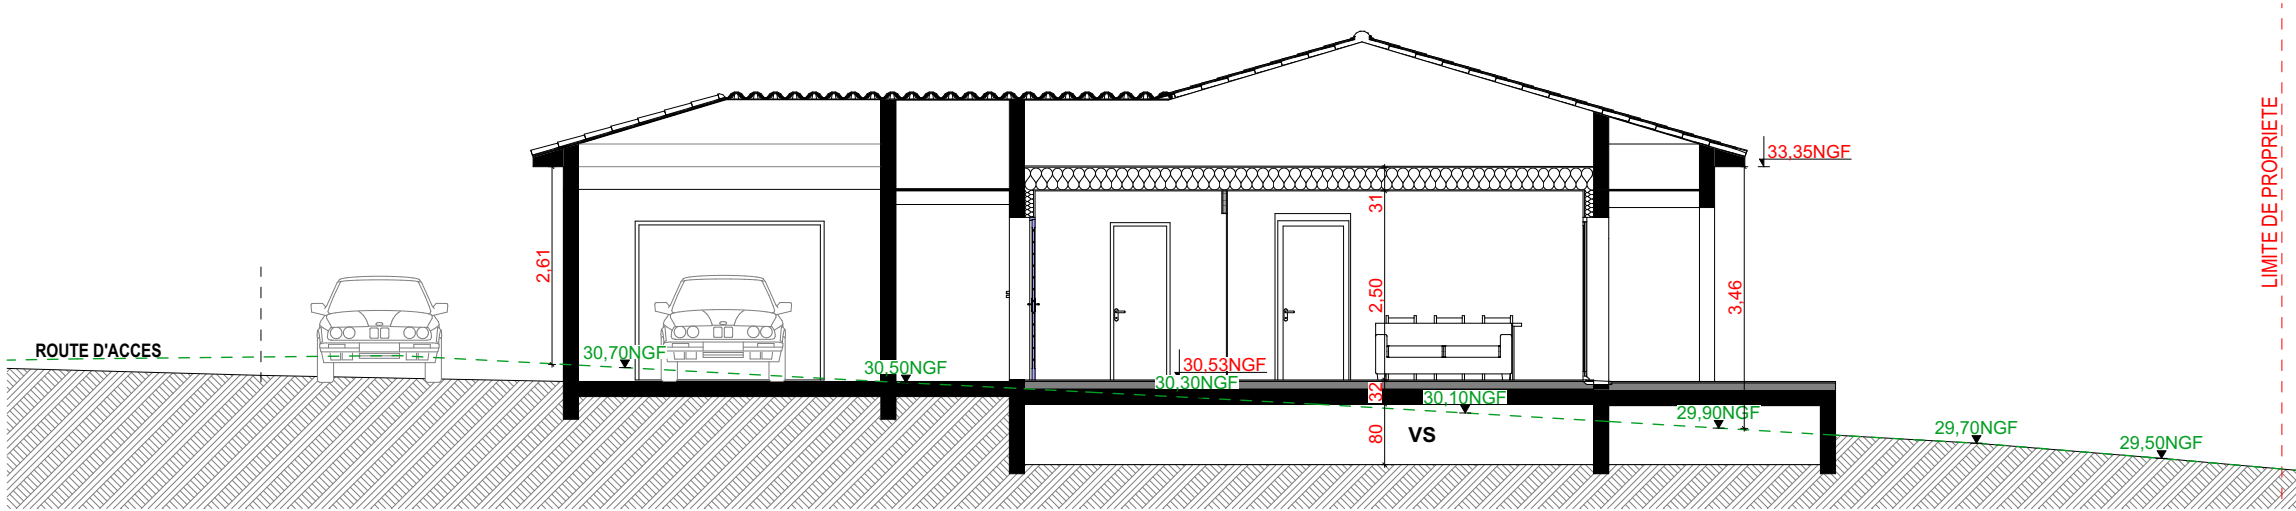 33,35NGF
LIMITE DE PROPRIETE
31
2,61
2,50
3,46
ROUTE D'ACCES
30,70NGF
30,50NGF
30,53NGF
30,30NGF
32
30,10NGF
29,90NGF
80
VS
29,70NGF
29,50NGF